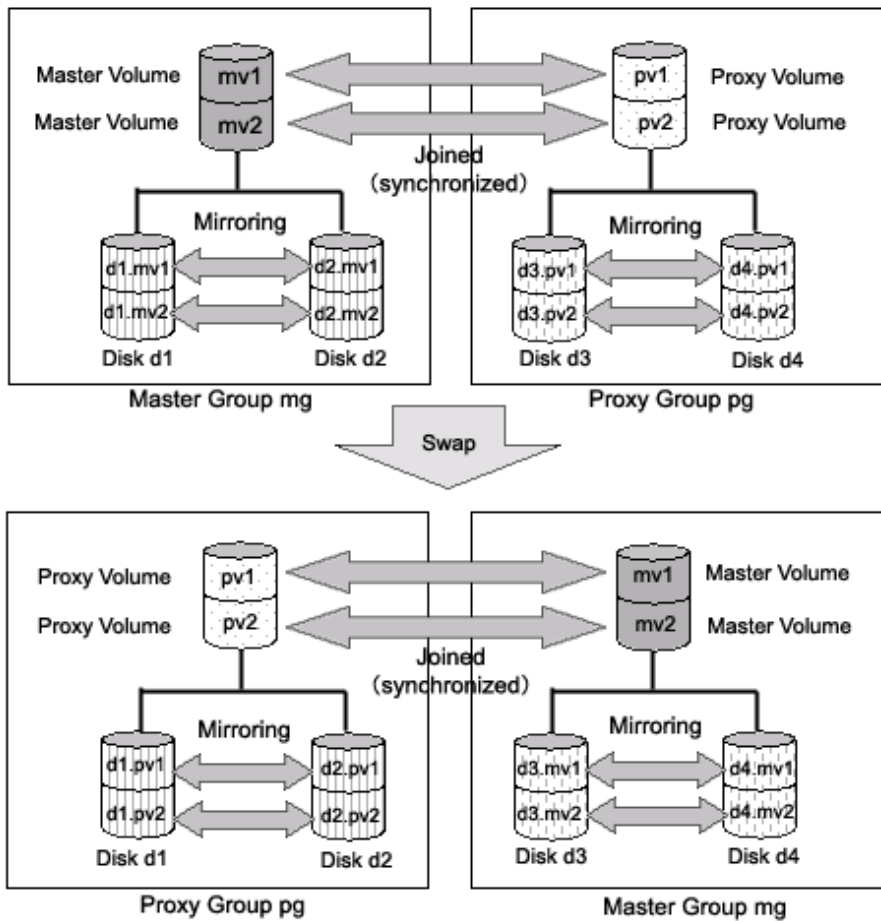 Master Volume mv1 pv1 Proxy Volume
Master Volume mv2 pv2 Proxy Volume
Joined
(synchronized)
Mirroring Mirroring
d1.mv1 d2.mv1 d3.pv1 d4.pv1
d1.mv2 d2.mv2 d3.pv2 d4.pv2
Disk d1 Disk d2 Disk d3 Disk d4
Master Group mg Proxy Group pg
Swap
Proxy Volume pv1 mv1 Master Volume
Proxy Volume pv2 mv2 Master Volume
Joined
(synchronized)
Mirroring Mirroring
d1.pv1 d2.pv1 d3.mv1 d4.mv1
d1.pv2 d2.pv2 d3.mv2 d4.mv2
Disk d1 Disk d2 Disk d3 Disk d4
Proxy Group pg Master Group mg